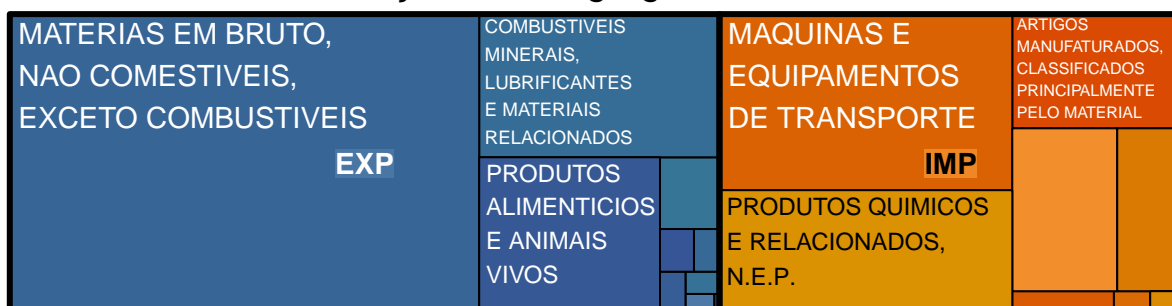 MATERIAS EM BRUTO,
NAO COMESTIVEIS,
EXCETO COMBUSTIVEIS
EXP
COMBUSTIVEIS
MINERAIS,
LUBRIFICANTES
E MATERIAIS
RELACIONADOS
PRODUTOS
ALIMENTICIOS
E ANIMAIS
VIVOS
MAQUINAS E
EQUIPAMENTOS
DE TRANSPORTE
IMP
PRODUTOS QUIMICOS
E RELACIONADOS,
N.E.P.
ARTIGOS
MANUFATURADOS,
CLASSIFICADOS
PRINCIPALMENTE
PELO MATERIAL